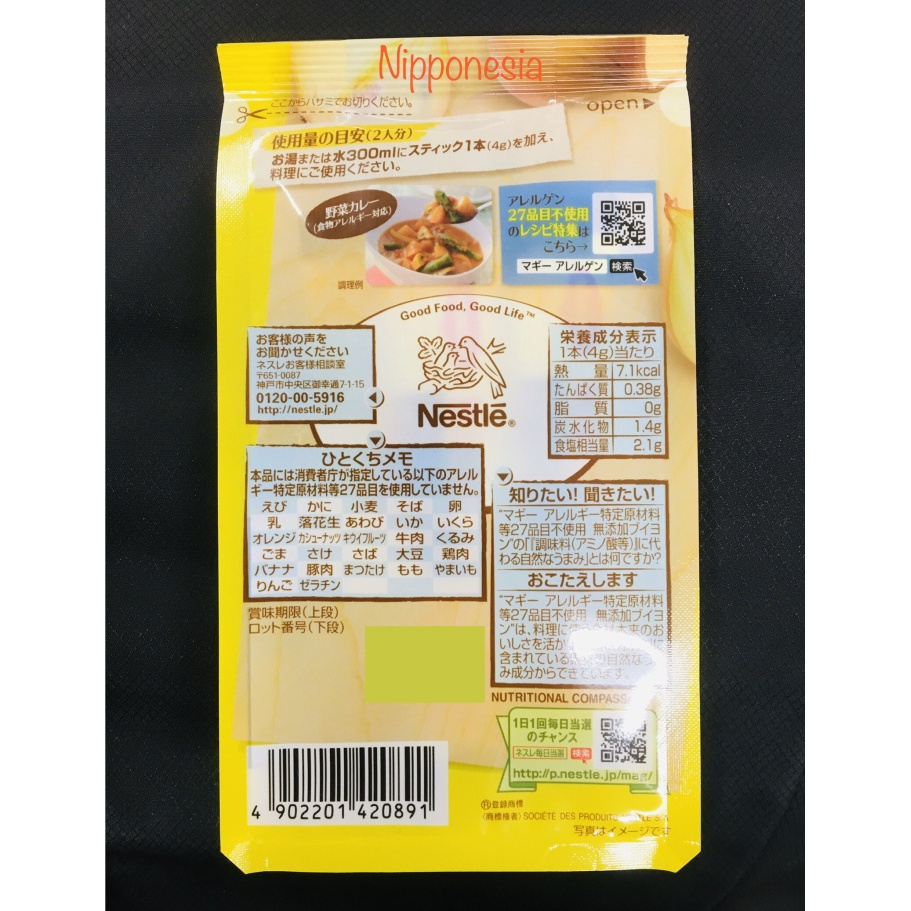 Nipponesia
ここからハサミでお切りください。
open
使用量の目安(2人分)
お湯または水300mlにスティック1本(4g)を加え、
料理にご使用ください。
野菜カレー
(食物アレルギー対応)
調理例
アレルゲン
27品目不使用
のレシピ特集は
こちら→
マギー アレルゲン 検索
Good Food, Good Life™
Nestlé®
お客様の声を
お聞かせください
ネスレお客様相談室
〒651-0087
神戸市中央区御幸通7-1-15
0120-00-5916
http://nestle.jp/
栄養成分表示
1本(4g)当たり
熱量 7.1kcal
たんぱく質 0.38g
脂質 0g
炭水化物 1.4g
食塩相当量 2.1g
ひとくちメモ
本品には消費者庁が指定している以下のアレル
ギー特定原材料等27品目を使用していません。
えび かに 小麦 そば 卵
乳 落花生 あわび いか いくら
オレンジ カシューナッツ キウイフルーツ 牛肉 くるみ
ごま さけ さば 大豆 鶏肉
バナナ 豚肉 まつたけ もも やまいも
りんご ゼラチン
賞味期限(上段)
ロット番号(下段)
知りたい! 聞きたい!
"マギー アレルギー特定原材料
等27品目不使用 無添加ブイヨ
ン"の「「調味料(アミノ酸等)」に代
わる自然なうまみ」とは何ですか?
おこたえします
"マギー アレルギー特定原材料
等27品目不使用 無添加ブイヨ
ン"は、料理に使う 本来のお
いしさを活か に
含まれている 自然なう
み成分からできています。
NUTRITIONAL COMPASS
1日1回毎日当選
のチャンス
ネスレ毎日当選 検索
http://p.nestle.jp/mag/
4 902201 420891
Ⓡ登録商標
〈商標権者〉SOCIÉTÉ DES PRODUITS S.A.
写真はイメージです